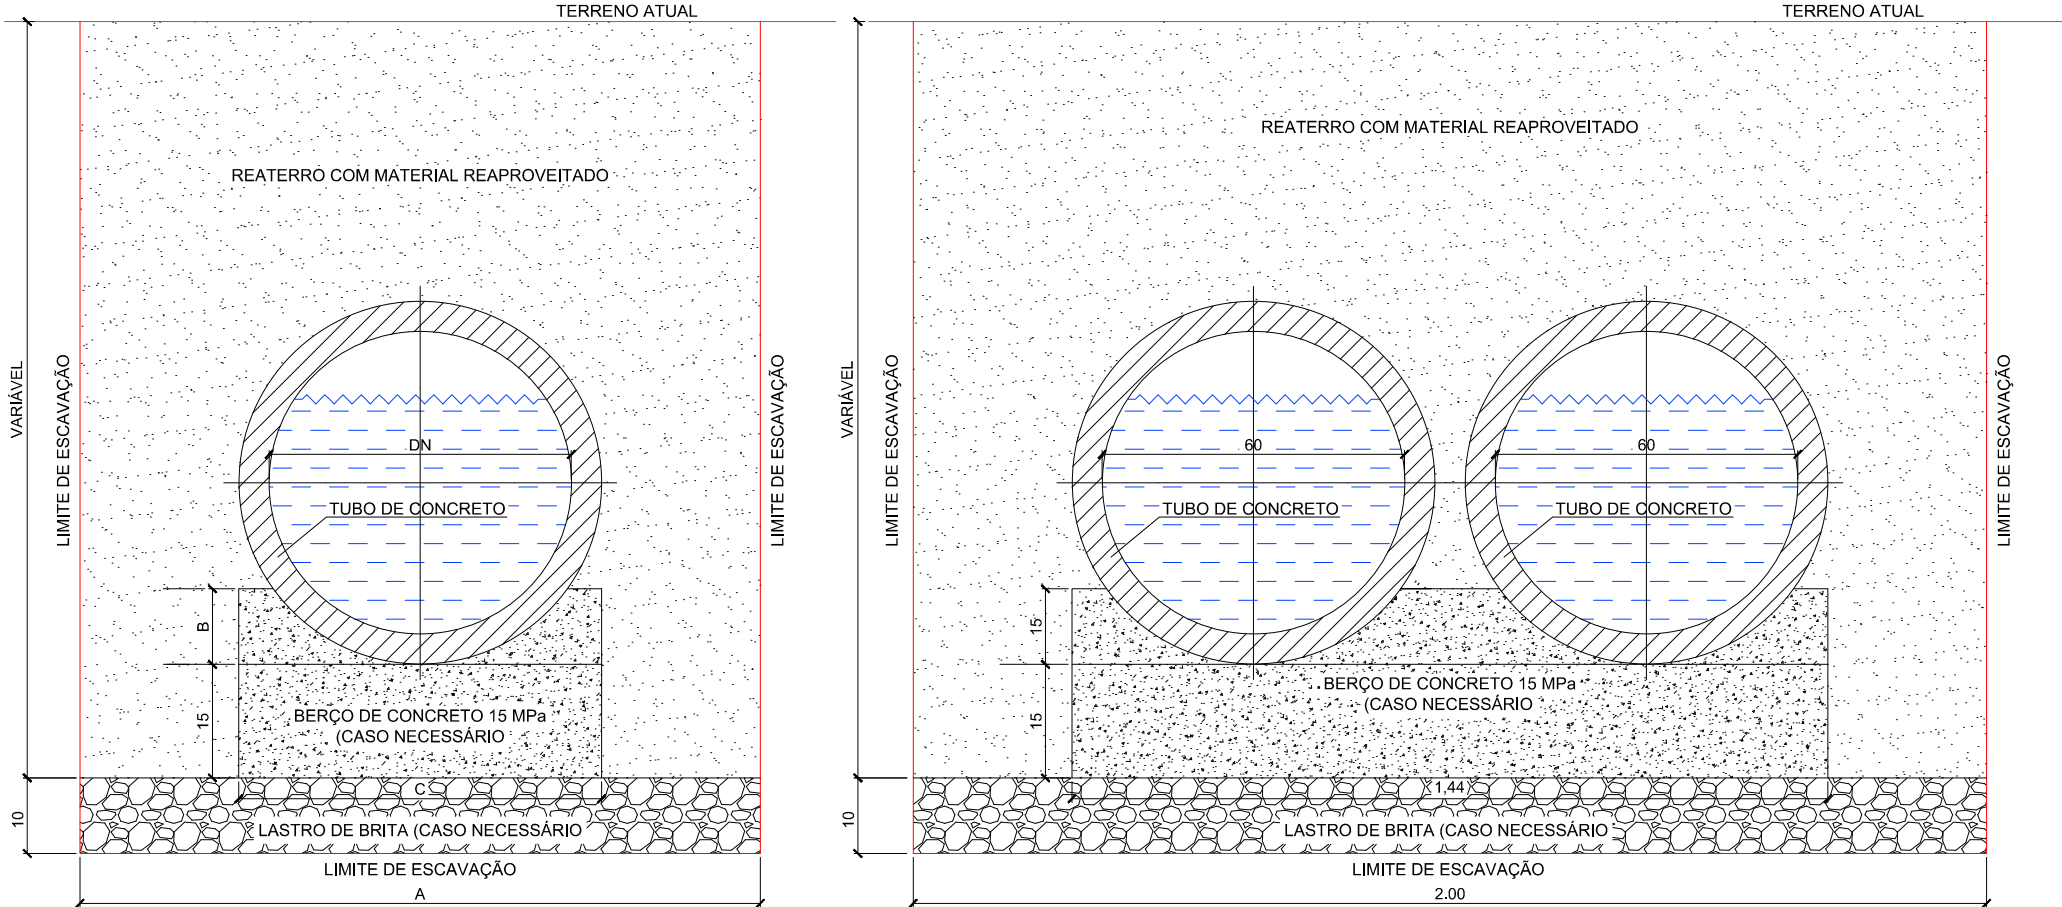 TERRENO ATUAL
REATERRO COM MATERIAL REAPROVEITADO
VARIÁVEL
LIMITE DE ESCAVAÇÃO
LIMITE DE ESCAVAÇÃO
DN
TUBO DE CONCRETO
B
15
BERÇO DE CONCRETO 15 MPa
(CASO NECESSÁRIO
C
10
LASTRO DE BRITA (CASO NECESSÁRIO
LIMITE DE ESCAVAÇÃO
A
TERRENO ATUAL
REATERRO COM MATERIAL REAPROVEITADO
VARIÁVEL
LIMITE DE ESCAVAÇÃO
LIMITE DE ESCAVAÇÃO
60
60
TUBO DE CONCRETO
TUBO DE CONCRETO
15
15
BERÇO DE CONCRETO 15 MPa
(CASO NECESSÁRIO
1,44
10
LASTRO DE BRITA (CASO NECESSÁRIO
LIMITE DE ESCAVAÇÃO
2.00